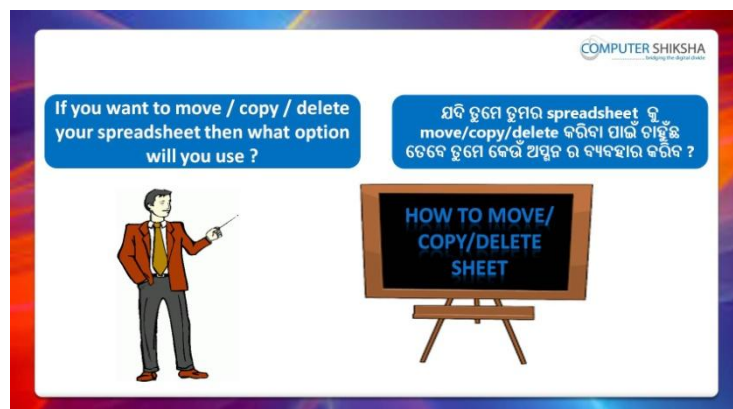 COMPUTER SHIKSHA
bridging the digital divide
If you want to move / copy / delete
your spreadsheet then what option
will you use ?
ଯଦି ତୁମେ ତୁମର spreadsheet କୁ
move/copy/delete କରିବା ପାଇଁ ଚାହୁଁଛ
ତେବେ ତୁମେ କେଉଁ ଅପ୍ସନ ର ବ୍ୟବହାର କରିବ ?
HOW TO MOVE/
COPY/DELETE
SHEET